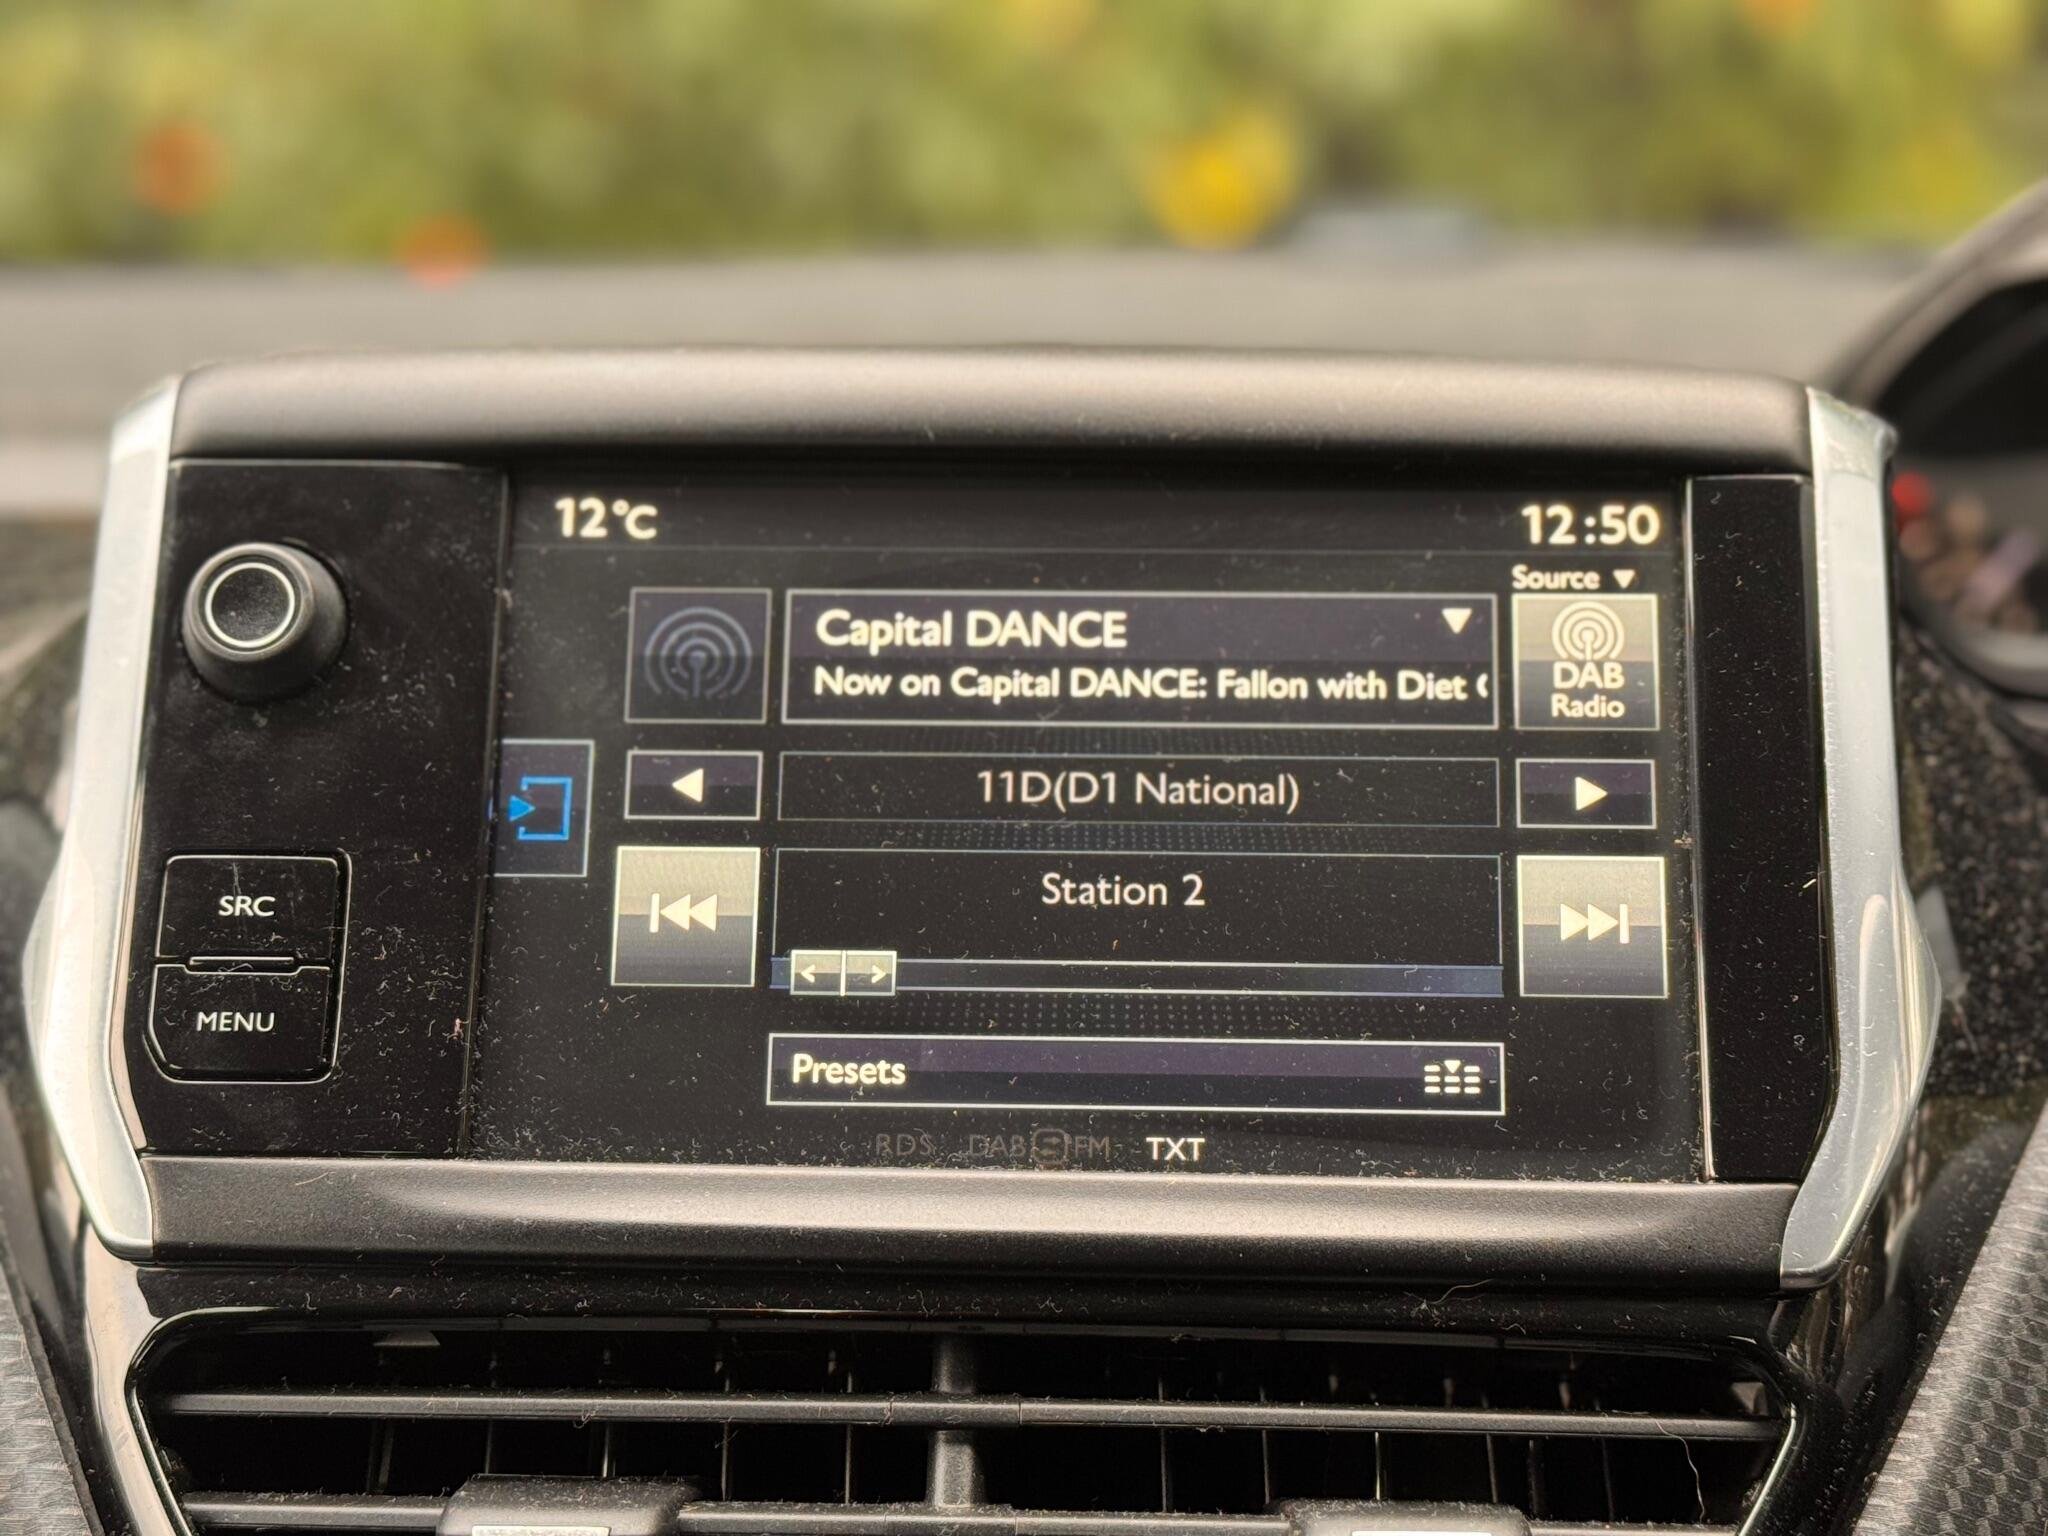 12°C
12:50
Source
Capital DANCE
Now on Capital DANCE: Fallon with Diet
DAB
Radio
11D(D1 National)
SRC
Station 2
MENU
Presets
RDS DAB FM TXT